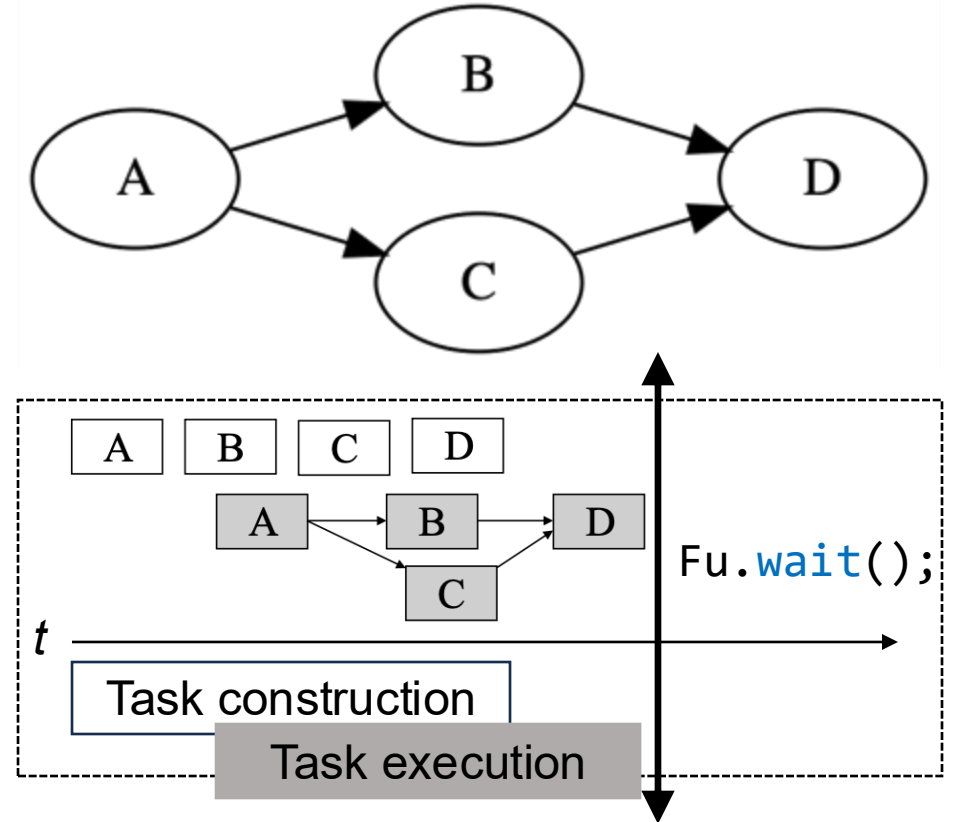 B
A
D
C
A B C D
A B D
C
Fu.wait();
t
Task construction
Task execution